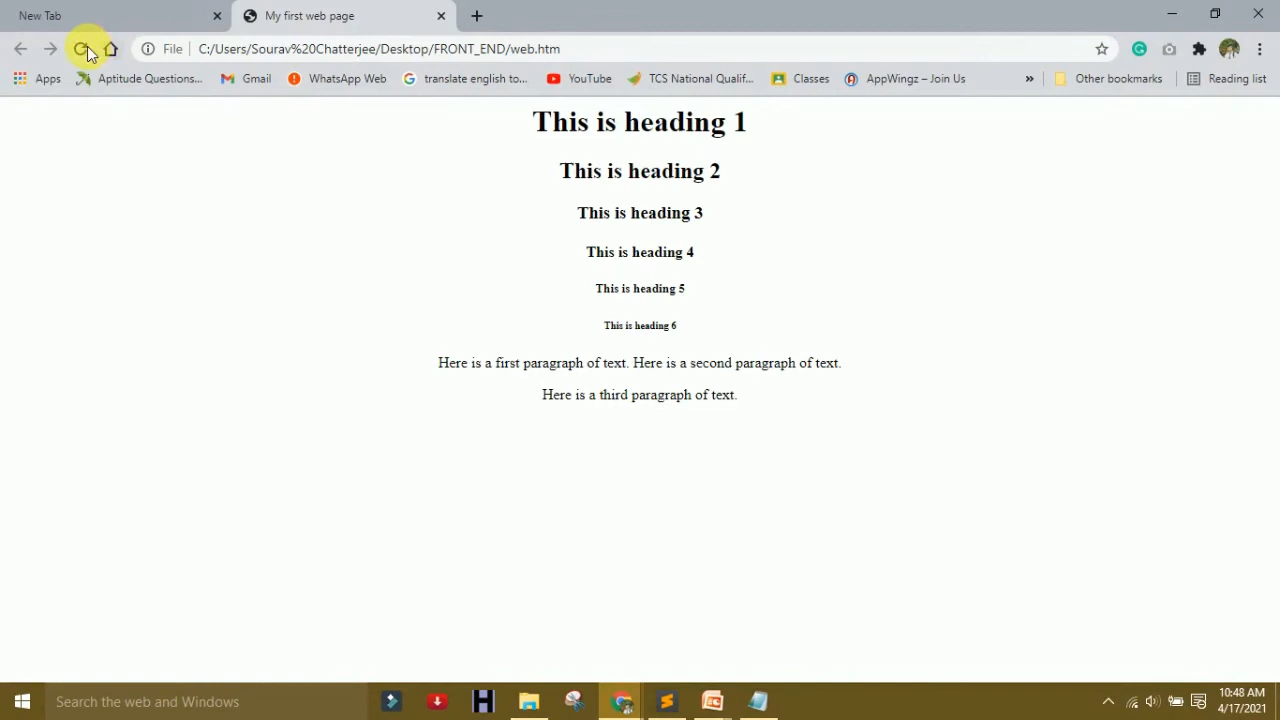 New Tab
My first web page
File
C:/Users/Sourav%20Chatterjee/Desktop/FRONT_END/web.htm
Apps
Aptitude Questions...
Gmail
WhatsApp Web
translate english to...
YouTube
TCS National Qualif...
Classes
AppWingz – Join Us
»
Other bookmarks
Reading list
This is heading 1
This is heading 2
This is heading 3
This is heading 4
This is heading 5
This is heading 6
Here is a first paragraph of text. Here is a second paragraph of text.
Here is a third paragraph of text.
Search the web and Windows
10:48 AM
4/17/2021